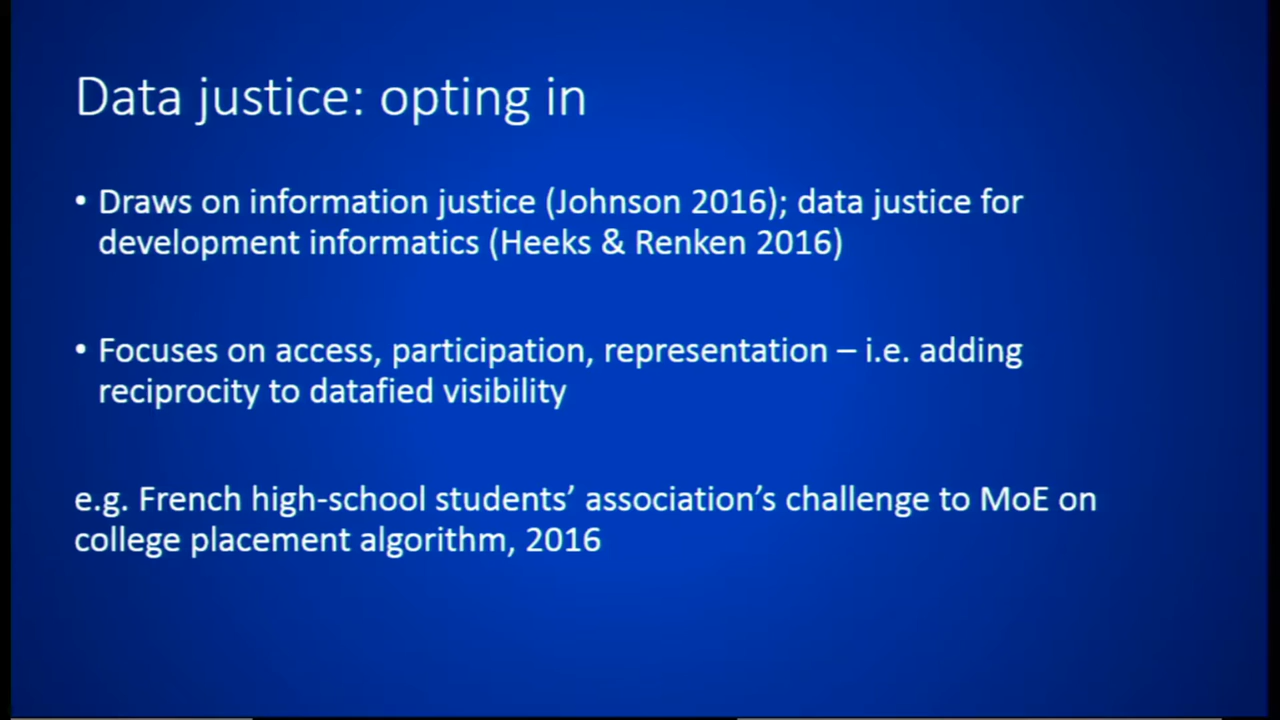 Data justice: opting in
• Draws on information justice (Johnson 2016); data justice for
development informatics (Heeks & Renken 2016)
• Focuses on access, participation, representation – i.e. adding
reciprocity to datafied visibility
e.g. French high-school students’ association’s challenge to MoE on
college placement algorithm, 2016